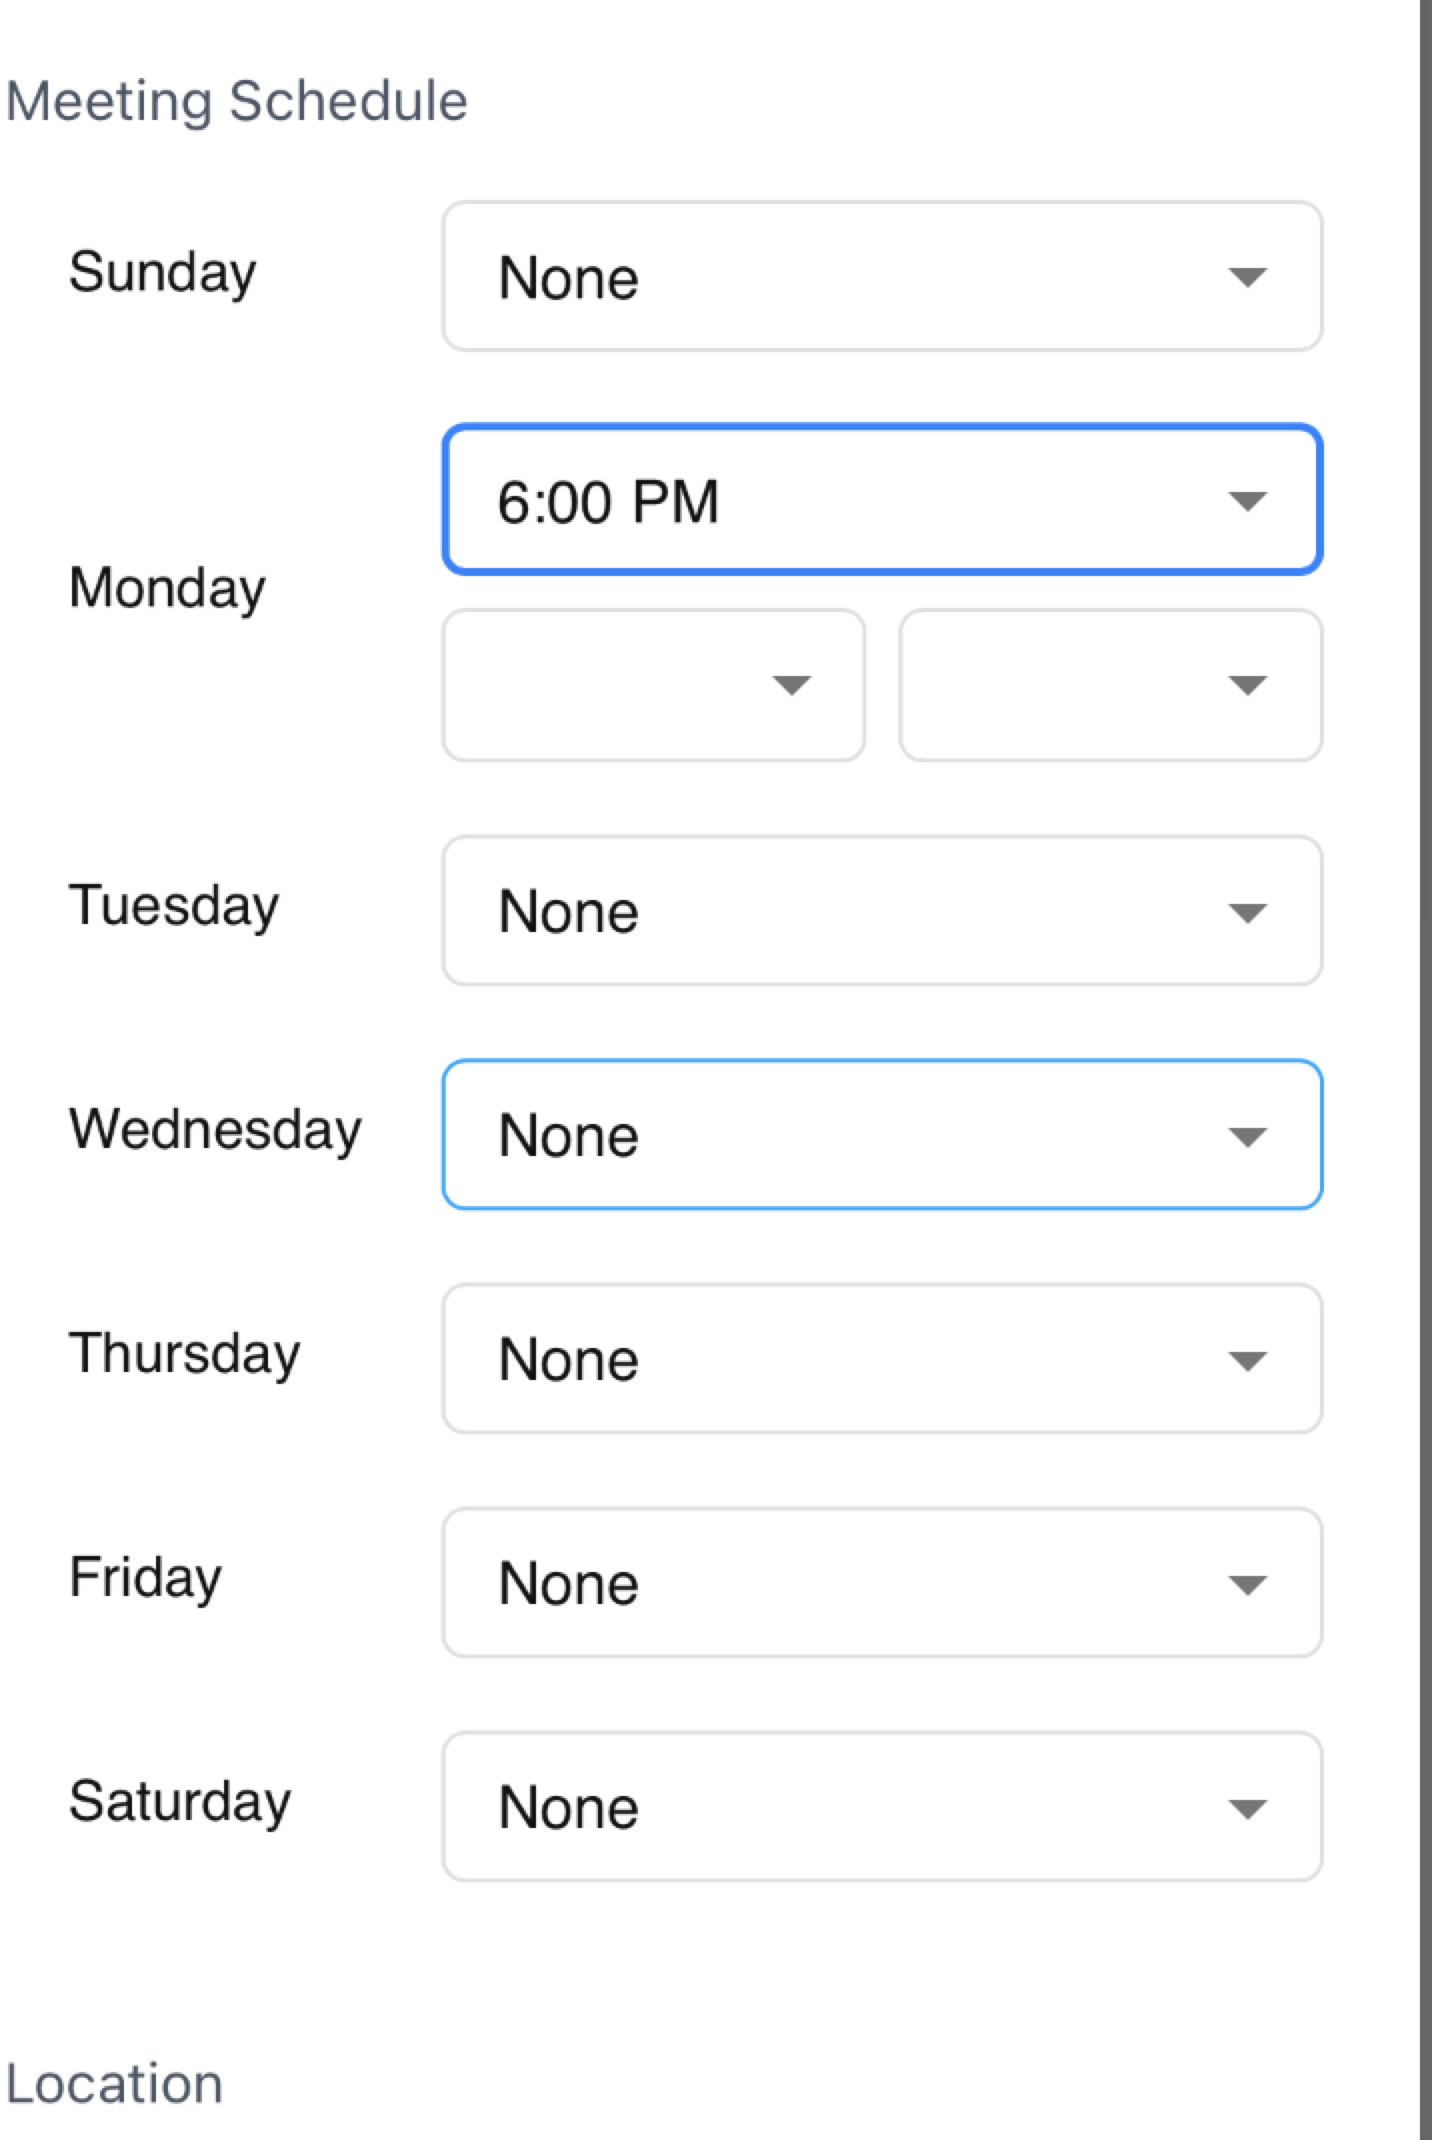 Meeting Schedule
Sunday None
6:00 PM
Monday
Tuesday None
Wednesday None
Thursday None
Friday None
Saturday None
Location